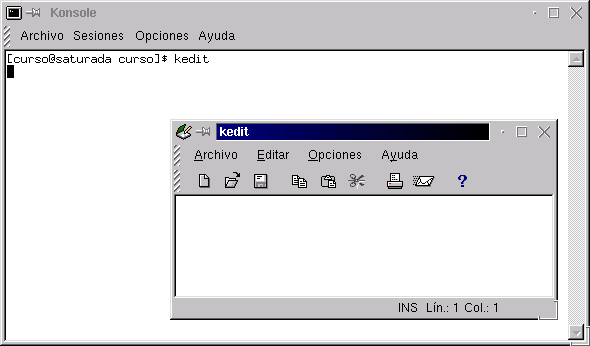 Konsole
Archivo Sesiones Opciones Ayuda
[curso@saturada curso]$ kedit
kedit
Archivo Editar Opciones Ayuda
?
INS Lín.: 1 Col.: 1